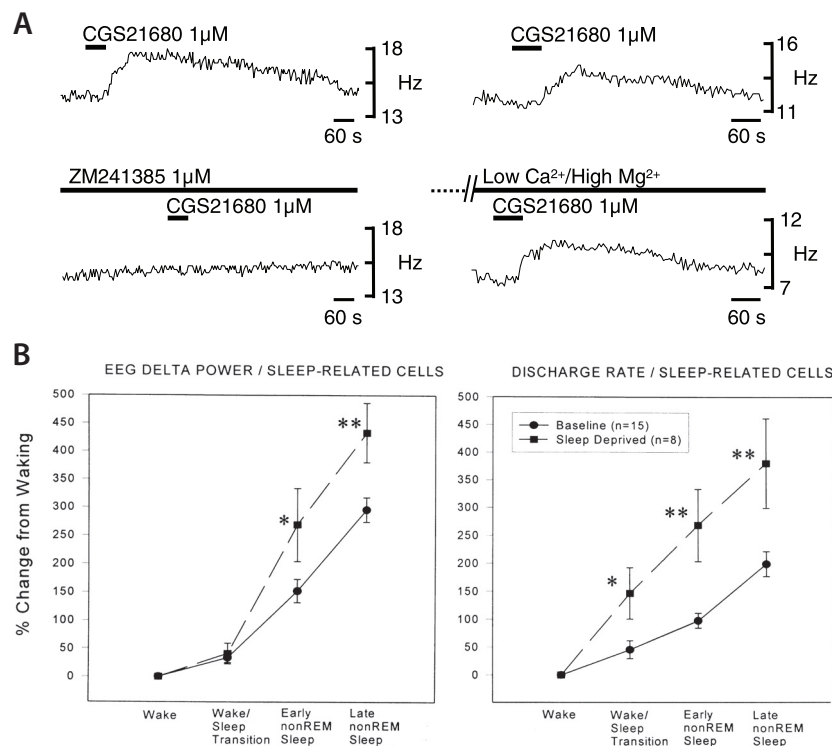 A
CGS21680 1µM
18
Hz
13
60 s
CGS21680 1µM
16
Hz
11
60 s
ZM241385 1µM
CGS21680 1µM
18
Hz
13
60 s
Low Ca²⁺/High Mg²⁺
CGS21680 1µM
12
Hz
7
60 s
B
EEG DELTA POWER / SLEEP-RELATED CELLS
% Change from Waking
500
450
400
350
300
250
200
150
100
50
0
*
**
Wake
Wake/
Sleep
Transition
Early
nonREM
Sleep
Late
nonREM
Sleep
DISCHARGE RATE / SLEEP-RELATED CELLS
Baseline (n=15)
Sleep Deprived (n=8)
500
450
400
350
300
250
200
150
100
50
0
*
**
**
Wake
Wake/
Sleep
Transition
Early
nonREM
Sleep
Late
nonREM
Sleep